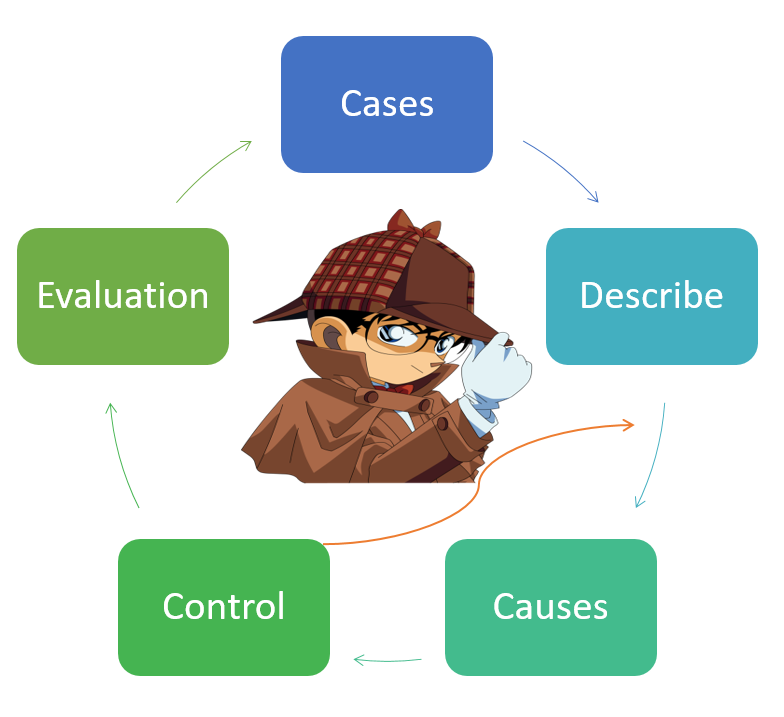 Cases
Describe
Causes
Control
Evaluation